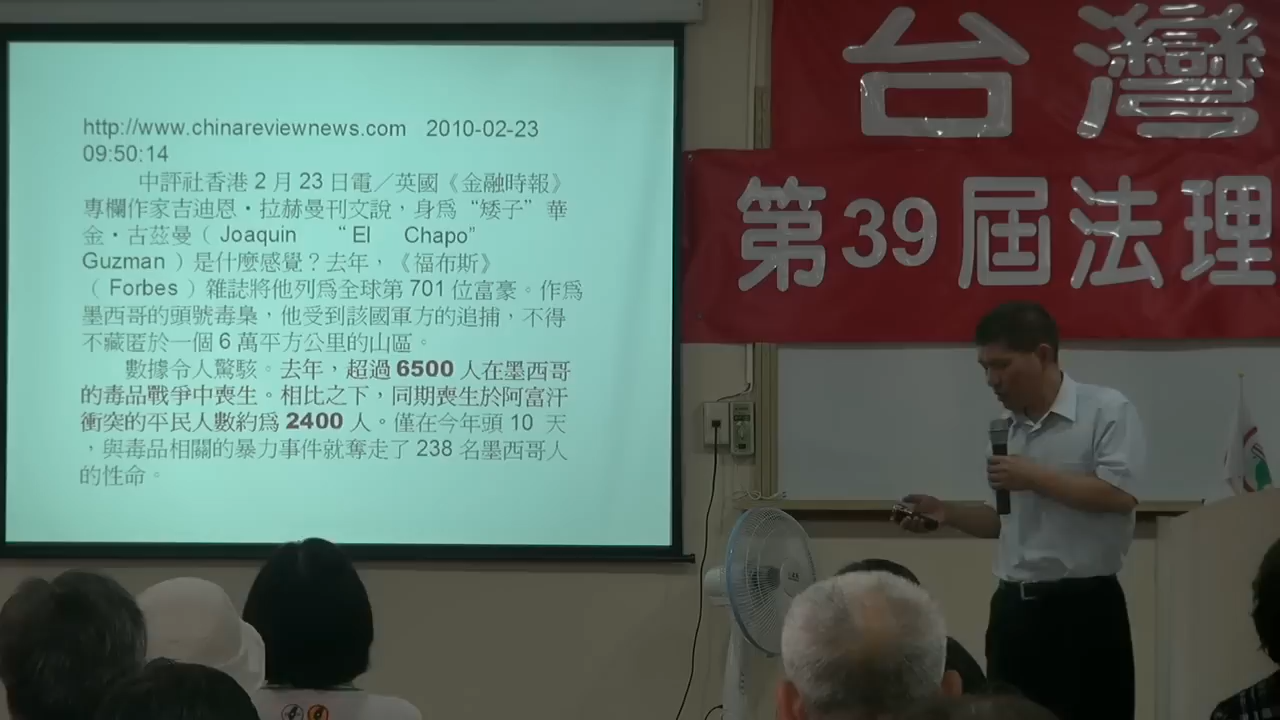 http://www.chinareviewnews.com 2010-02-23
09:50:14
中評社香港 2 月 23 日電／英國《金融時報》
專欄作家吉迪恩·拉赫曼刊文說，身為“矮子”華
金·古茲曼（ Joaquin “El Chapo”
Guzman ）是什麼感覺？去年，《福布斯》
（ Forbes ）雜誌將他列為全球第 701 位富豪。作為
墨西哥的頭號毒梟，他受到該國軍方的追捕，不得
不藏匿於一個 6 萬平方公里的山區。
數據令人驚駭。去年，超過 6500 人在墨西哥
的毒品戰爭中喪生。相比之下，同期喪生於阿富汗
衝突的平民人數約為 2400 人。僅在今年頭 10 天
，與毒品相關的暴力事件就奪走了 238 名墨西哥人
的性命。
台灣
第39屆法理